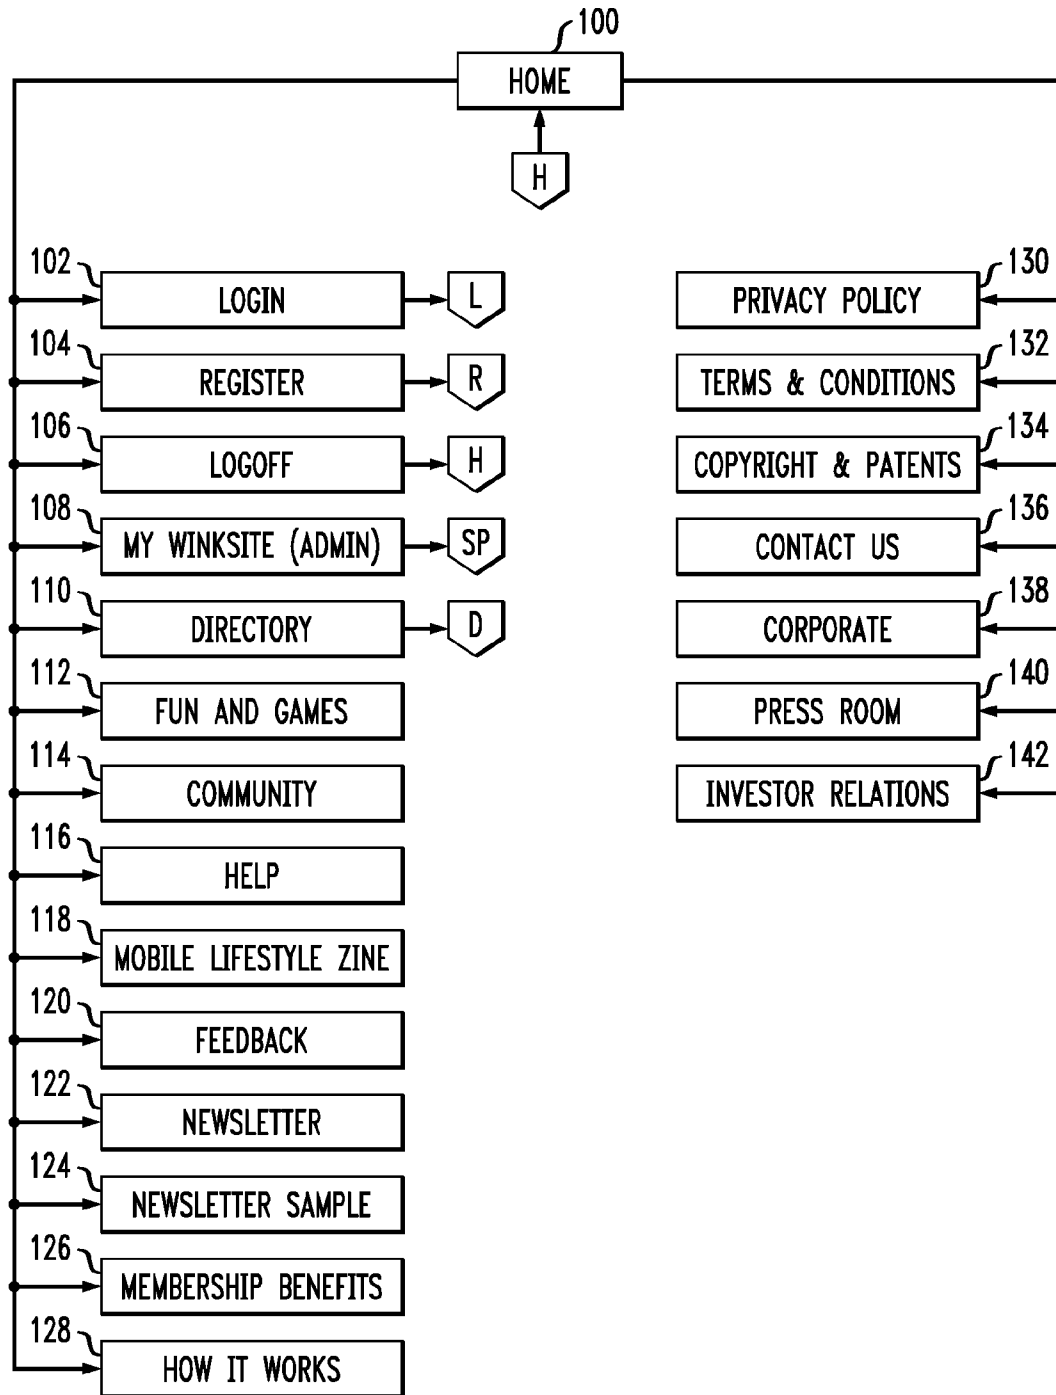 100
HOME
H
102
LOGIN
L
104
REGISTER
R
106
LOGOFF
H
108
MY WINKSITE (ADMIN)
SP
110
DIRECTORY
D
112
FUN AND GAMES
114
COMMUNITY
116
HELP
118
MOBILE LIFESTYLE ZINE
120
FEEDBACK
122
NEWSLETTER
124
NEWSLETTER SAMPLE
126
MEMBERSHIP BENEFITS
128
HOW IT WORKS
130
PRIVACY POLICY
132
TERMS & CONDITIONS
134
COPYRIGHT & PATENTS
136
CONTACT US
138
CORPORATE
140
PRESS ROOM
142
INVESTOR RELATIONS